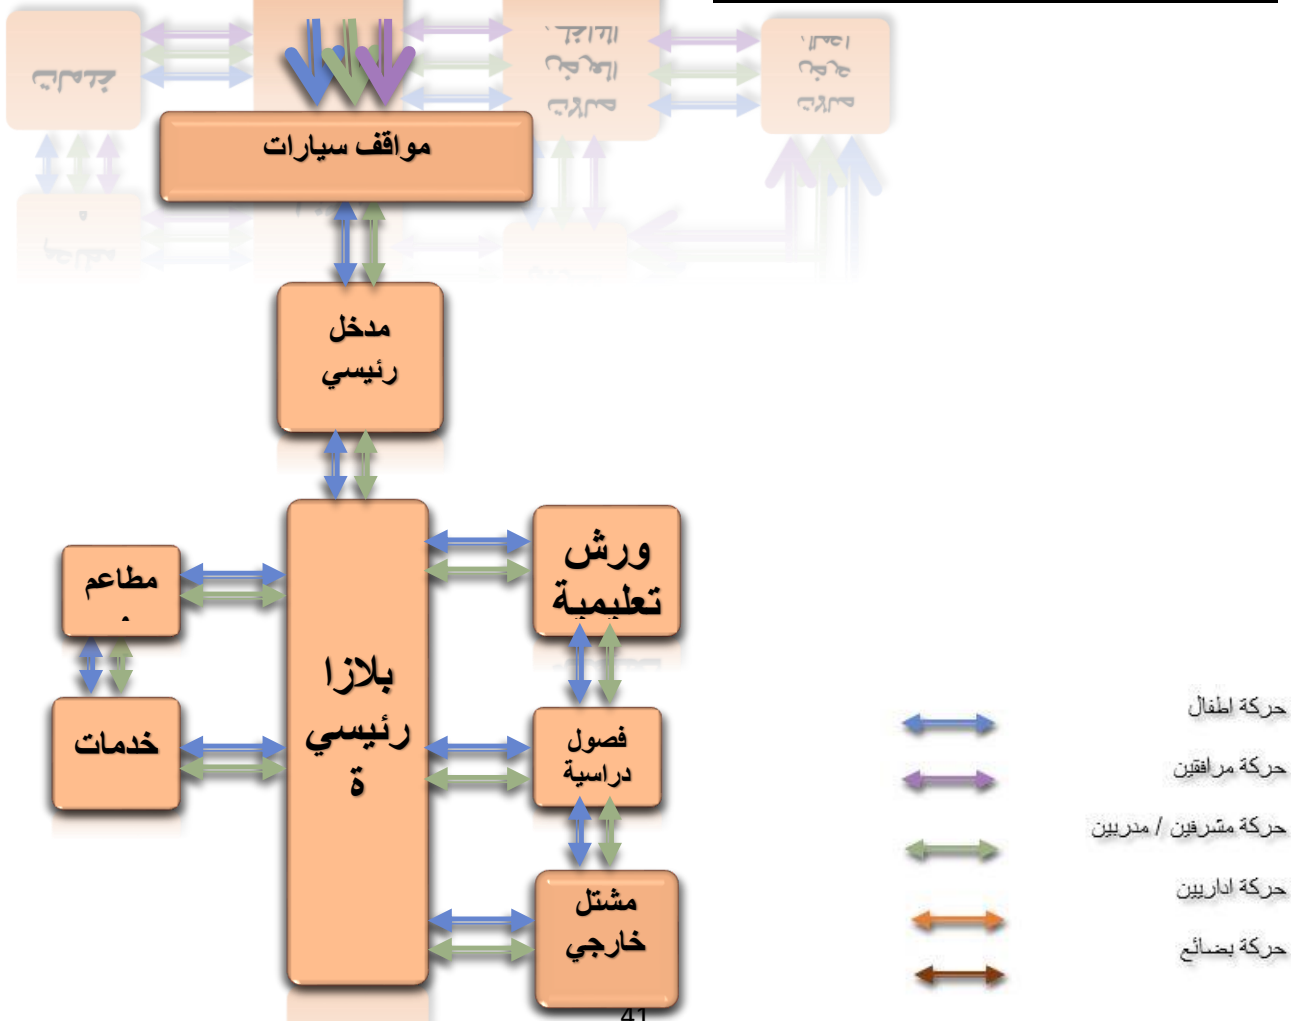 مواقف سيارات
مدخل
رئيسي
ورش
تعليمية
مطاعم
بلازا
رئيسي
ة
خدمات
فصول
دراسية
مشتل
خارجي
حركة اطفال
حركة مرافقين
حركة مشرفين / مدربين
حركة اداريين
حركة بضائع
41